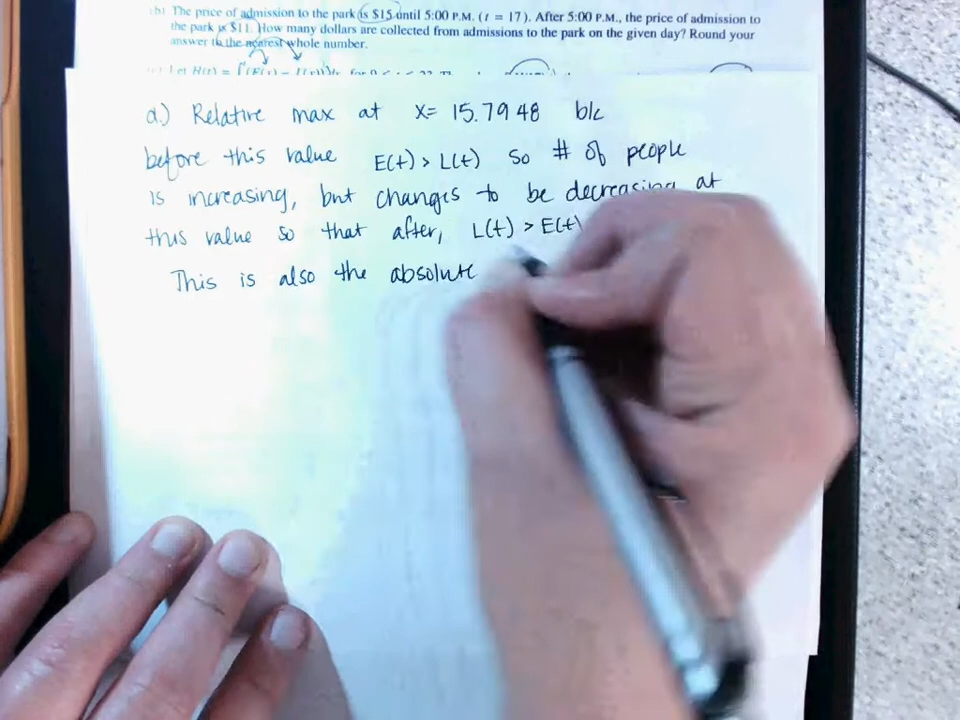 (b) The price of admission to the park is $15 until 5:00 P.M. (t = 17). After 5:00 P.M., the price of admission to
the park is $11. How many dollars are collected from admissions to the park on the given day? Round your
answer to the nearest whole number.
d.) Relative max at x= 15.7948 b/c
before this value E(t) > L(t) so # of people
is increasing, but changes to be decreasing at
this value so that after, L(t) > E(t)
This is also the absolute